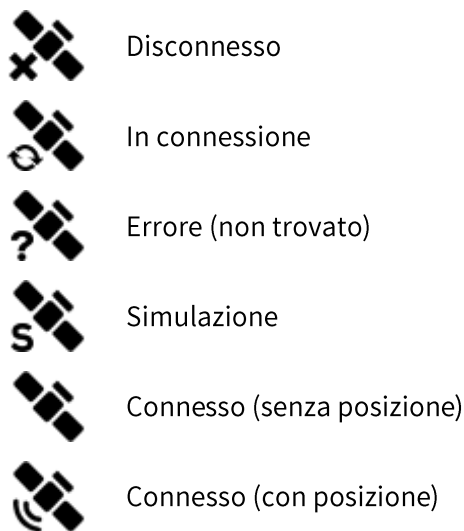 Disconnesso
In connessione
? Errore (non trovato)
S Simulazione
Connesso (senza posizione)
Connesso (con posizione)